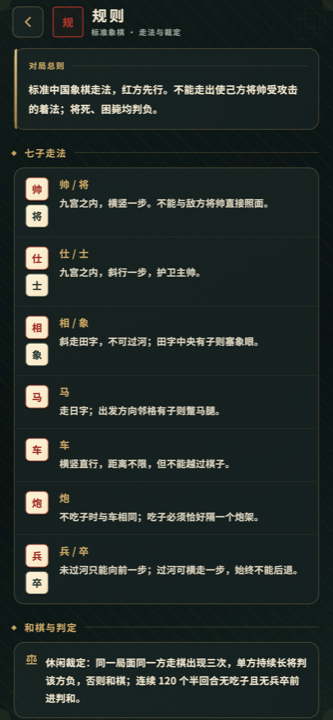 规
规则
标准象棋 · 走法与裁定
对局总则
标准中国象棋走法，红方先行。不能走出使己方将帅受攻击
的着法；将死、困毙均判负。
七子走法
帅
将
帅 / 将
九宫之内，横竖一步。不能与敌方将帅直接照面。
仕
士
仕 / 士
九宫之内，斜行一步，护卫主帅。
相
象
相 / 象
斜走田字，不可过河；田字中央有子则塞象眼。
马
马
走日字；出发方向邻格有子则蹩马腿。
车
车
横竖直行，距离不限，但不能越过棋子。
炮
炮
不吃子时与车相同；吃子必须恰好隔一个炮架。
兵
卒
兵 / 卒
未过河只能向前一步；过河可横走一步，始终不能后退。
和棋与判定
休闲裁定：同一局面同一方走棋出现三次，单方持续长将判
该方负，否则和棋；连续 120 个半回合无吃子且无兵卒前
进判和。